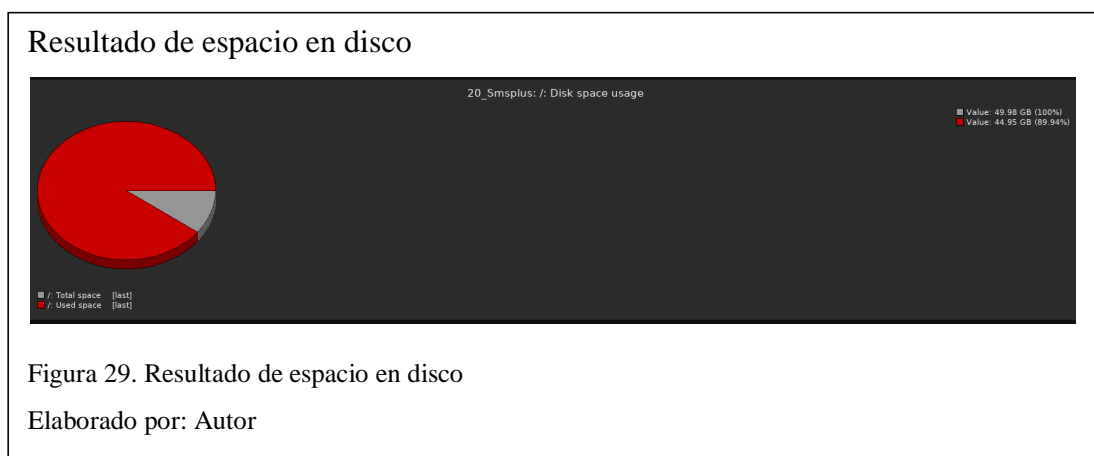 Resultado de espacio en disco
20_Smsplus: /: Disk space usage
Value: 49.98 GB (100%)
Value: 44.95 GB (89.94%)
/: Total space [last]
/: Used space [last]
Figura 29. Resultado de espacio en disco
Elaborado por: Autor